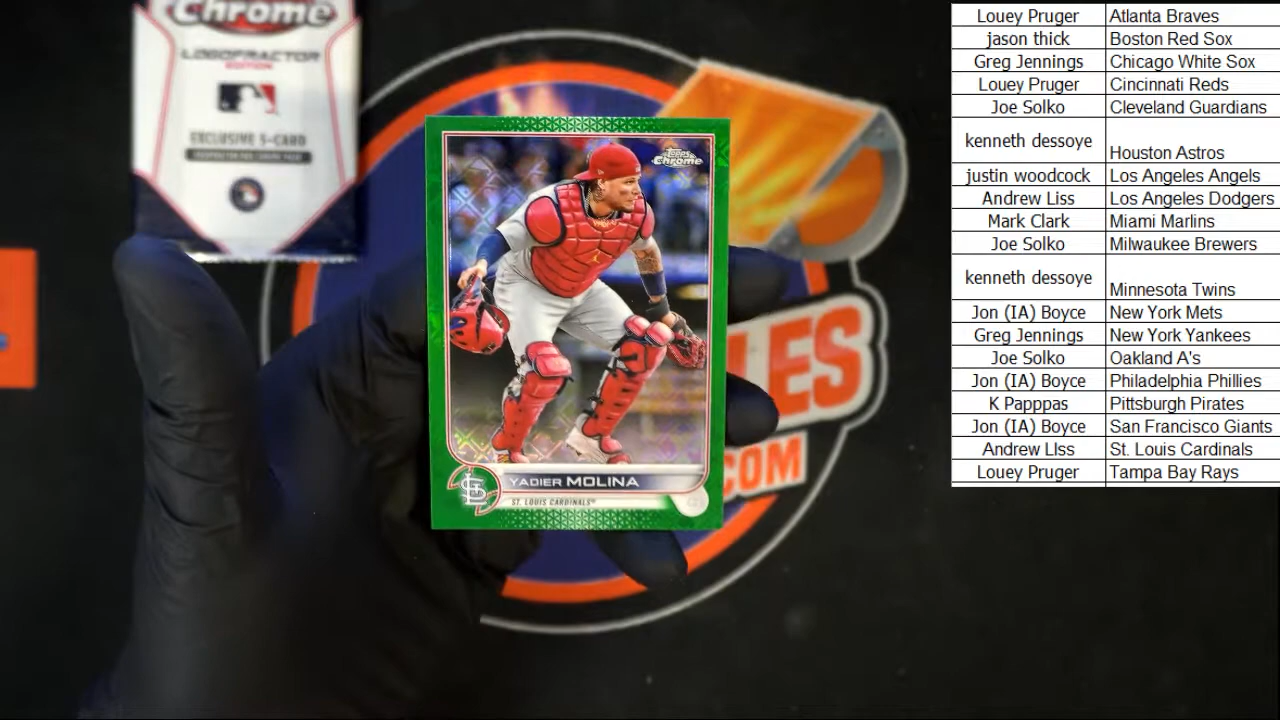 Chrome
LOGOFRACTOR
EDITION
EXCLUSIVE 5-CARD
Topps
Chrome
YADIER MOLINA
ST. LOUIS CARDINALS
LES
.COM
Louey Pruger Atlanta Braves
jason thick Boston Red Sox
Greg Jennings Chicago White Sox
Louey Pruger Cincinnati Reds
Joe Solko Cleveland Guardians
kenneth dessoye Houston Astros
justin woodcock Los Angeles Angels
Andrew Liss Los Angeles Dodgers
Mark Clark Miami Marlins
Joe Solko Milwaukee Brewers
kenneth dessoye Minnesota Twins
Jon (IA) Boyce New York Mets
Greg Jennings New York Yankees
Joe Solko Oakland A's
Jon (IA) Boyce Philadelphia Phillies
K Papppas Pittsburgh Pirates
Jon (IA) Boyce San Francisco Giants
Andrew LIss St. Louis Cardinals
Louey Pruger Tampa Bay Rays